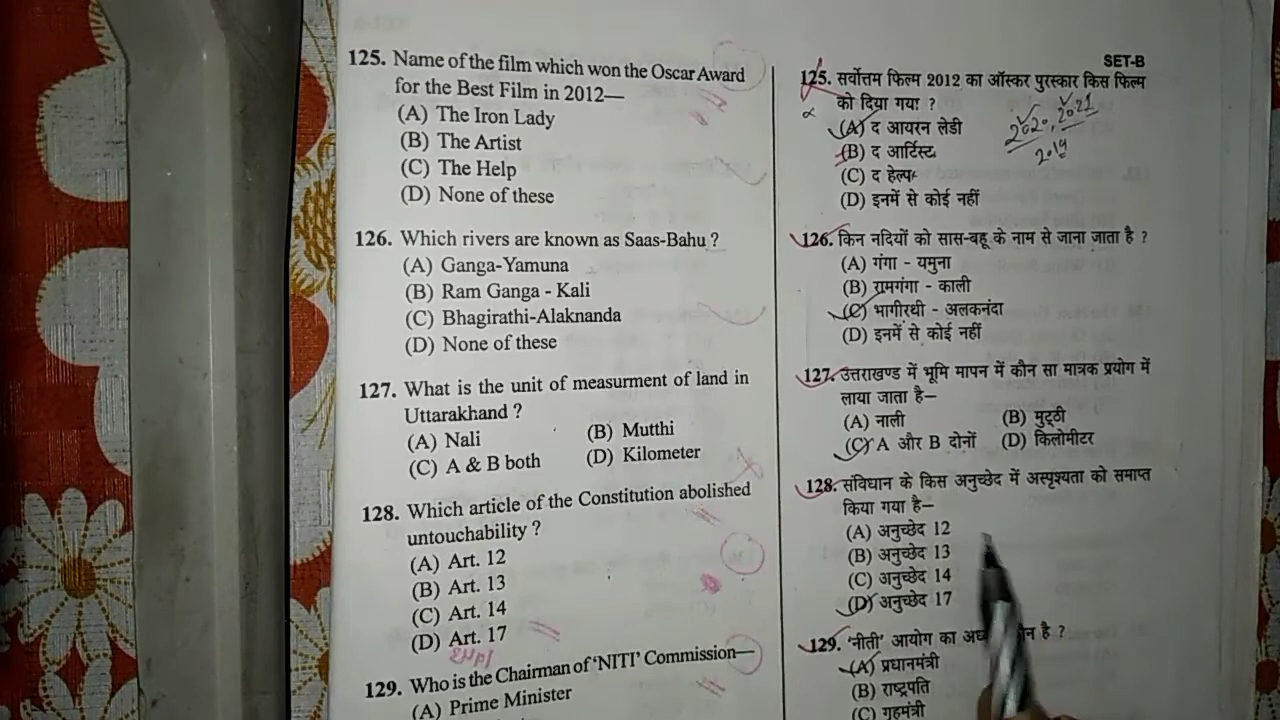 125. Name of the film which won the Oscar Award
for the Best Film in 2012—
(A) The Iron Lady
(B) The Artist
(C) The Help
(D) None of these
126. Which rivers are known as Saas-Bahu ?
(A) Ganga-Yamuna
(B) Ram Ganga - Kali
(C) Bhagirathi-Alaknanda
(D) None of these
127. What is the unit of measurment of land in
Uttarakhand ?
(A) Nali (B) Mutthi
(C) A & B both (D) Kilometer
128. Which article of the Constitution abolished
untouchability ?
(A) Art. 12
(B) Art. 13
(C) Art. 14
(D) Art. 17
129. Who is the Chairman of ‘NITI’ Commission—
(A) Prime Minister
SET-B
125. सर्वोत्तम फिल्म 2012 का ऑस्कर पुरस्कार किस फिल्म
को दिया गया ?
(A) द आयरन लेडी
(B) द आर्टिस्ट
(C) द हेल्प
(D) इनमें से कोई नहीं
2020, 2021
2019
126. किन नदियों को सास-बहू के नाम से जाना जाता है ?
(A) गंगा - यमुना
(B) रामगंगा - काली
(C) भागीरथी - अलकनंदा
(D) इनमें से कोई नहीं
127. उत्तराखण्ड में भूमि मापन में कौन सा मात्रक प्रयोग में
लाया जाता है—
(A) नाली (B) मुट्ठी
(C) A और B दोनों (D) किलोमीटर
128. संविधान के किस अनुच्छेद में अस्पृश्यता को समाप्त
किया गया है—
(A) अनुच्छेद 12
(B) अनुच्छेद 13
(C) अनुच्छेद 14
(D) अनुच्छेद 17
129. ‘नीती’ आयोग का है ?
(A) प्रधानमंत्री
(B) राष्ट्रपति
(C) गृहमंत्री